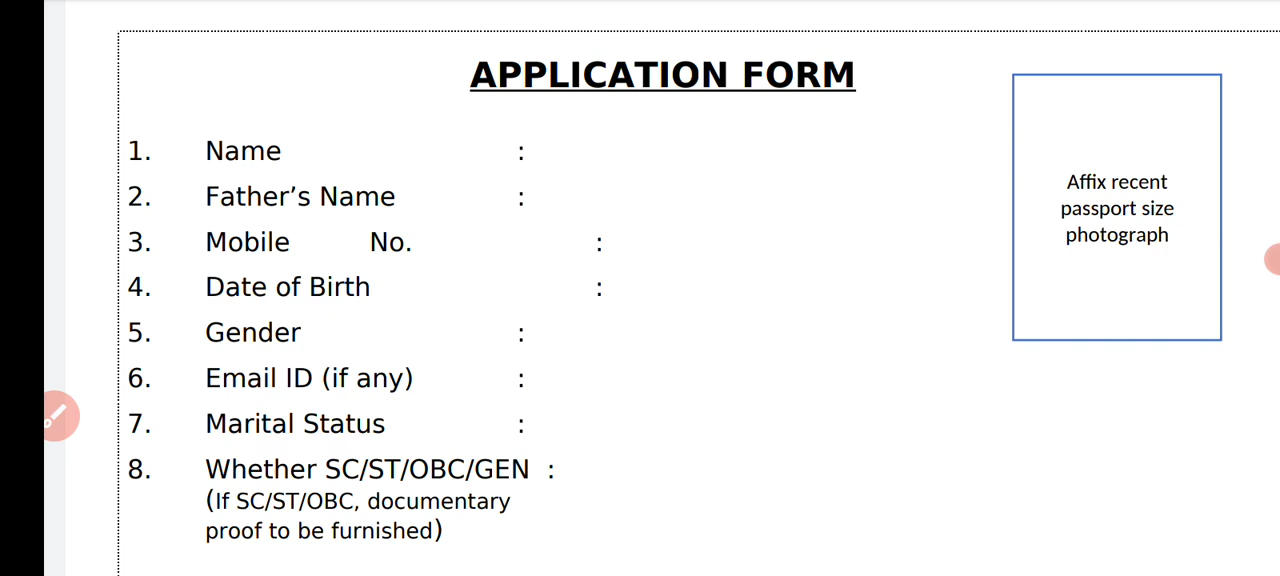 APPLICATION FORM
Affix recent
passport size
photograph
1. Name :
2. Father’s Name :
3. Mobile No. :
4. Date of Birth :
5. Gender :
6. Email ID (if any) :
7. Marital Status :
8. Whether SC/ST/OBC/GEN :
(If SC/ST/OBC, documentary
proof to be furnished)